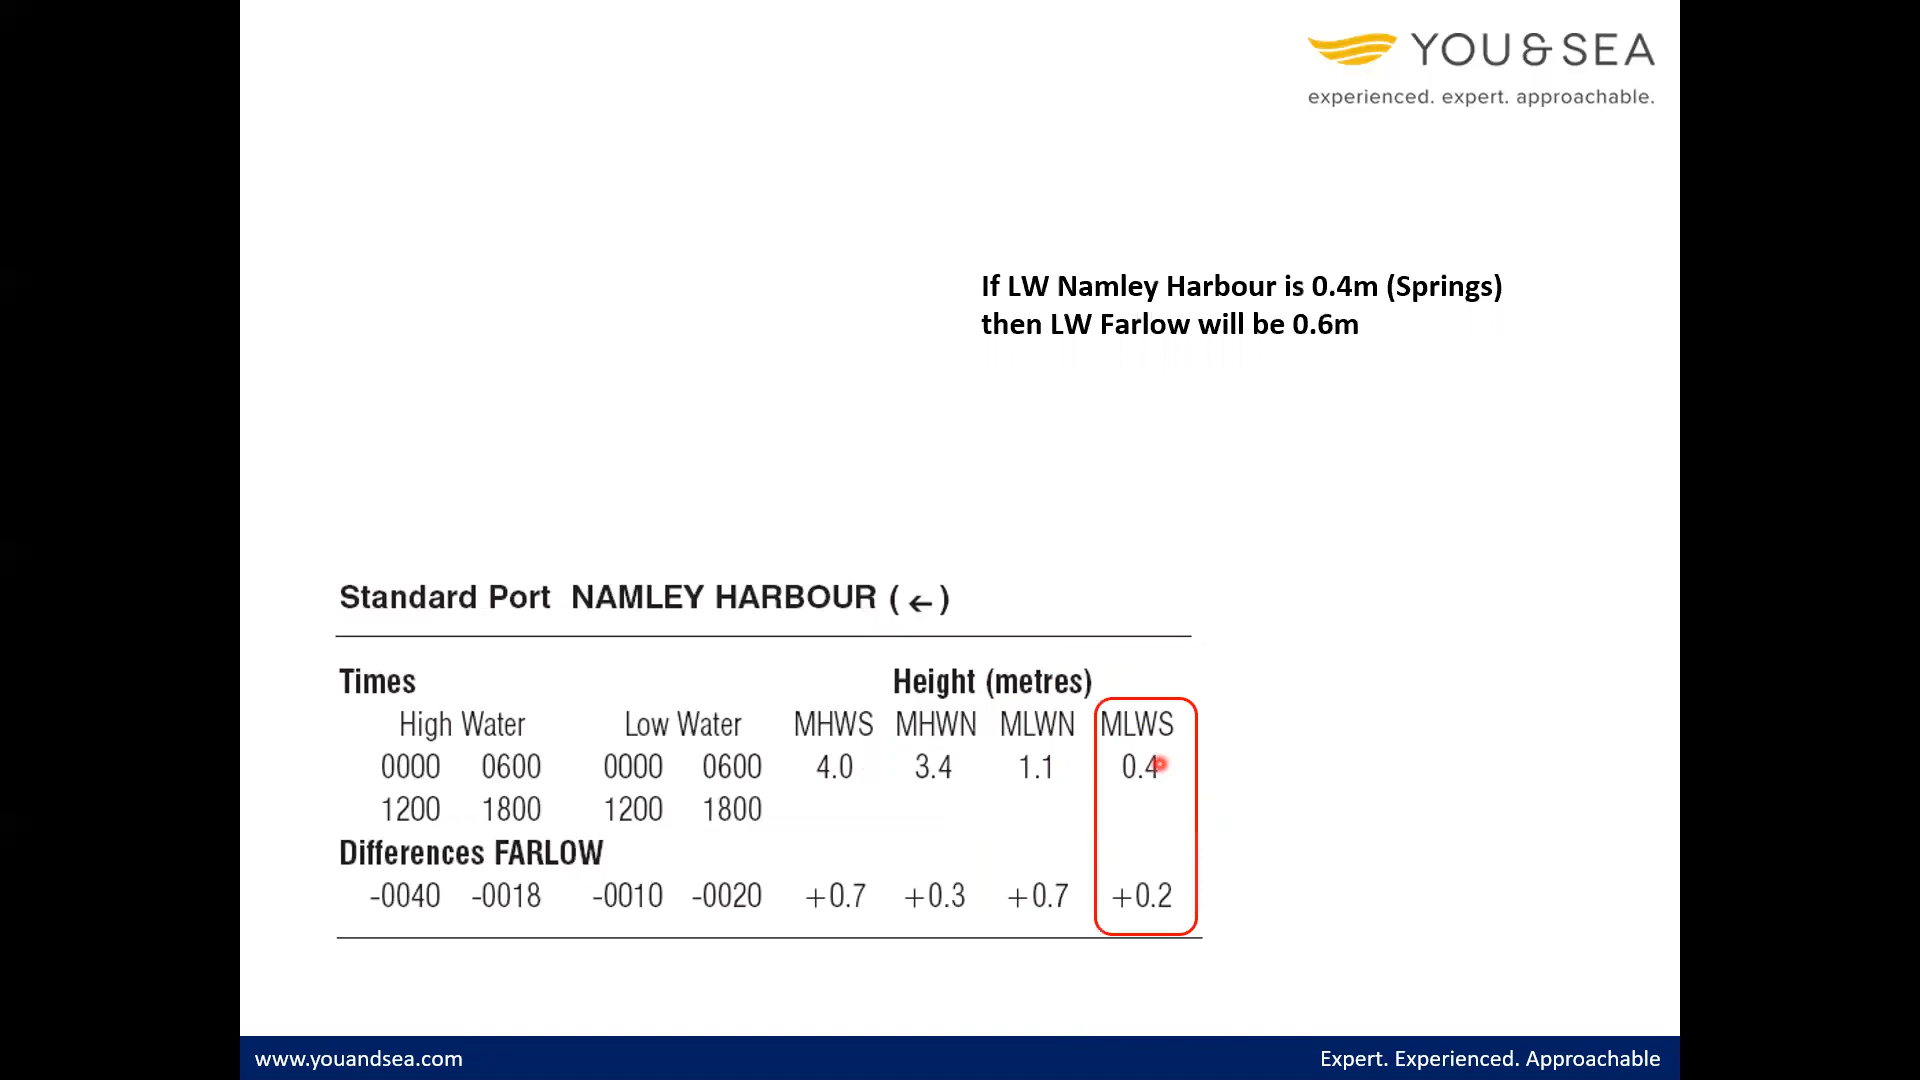 YOU & SEA
experienced. expert. approachable.
If LW Namley Harbour is 0.4m (Springs)
then LW Farlow will be 0.6m
Standard Port NAMLEY HARBOUR (←)
Times Height (metres)
High Water Low Water MHWS MHWN MLWN MLWS
0000 0600 0000 0600 4.0 3.4 1.1 0.4
1200 1800 1200 1800
Differences FARLOW
-0040 -0018 -0010 -0020 +0.7 +0.3 +0.7 +0.2
www.youandsea.com Expert. Experienced. Approachable